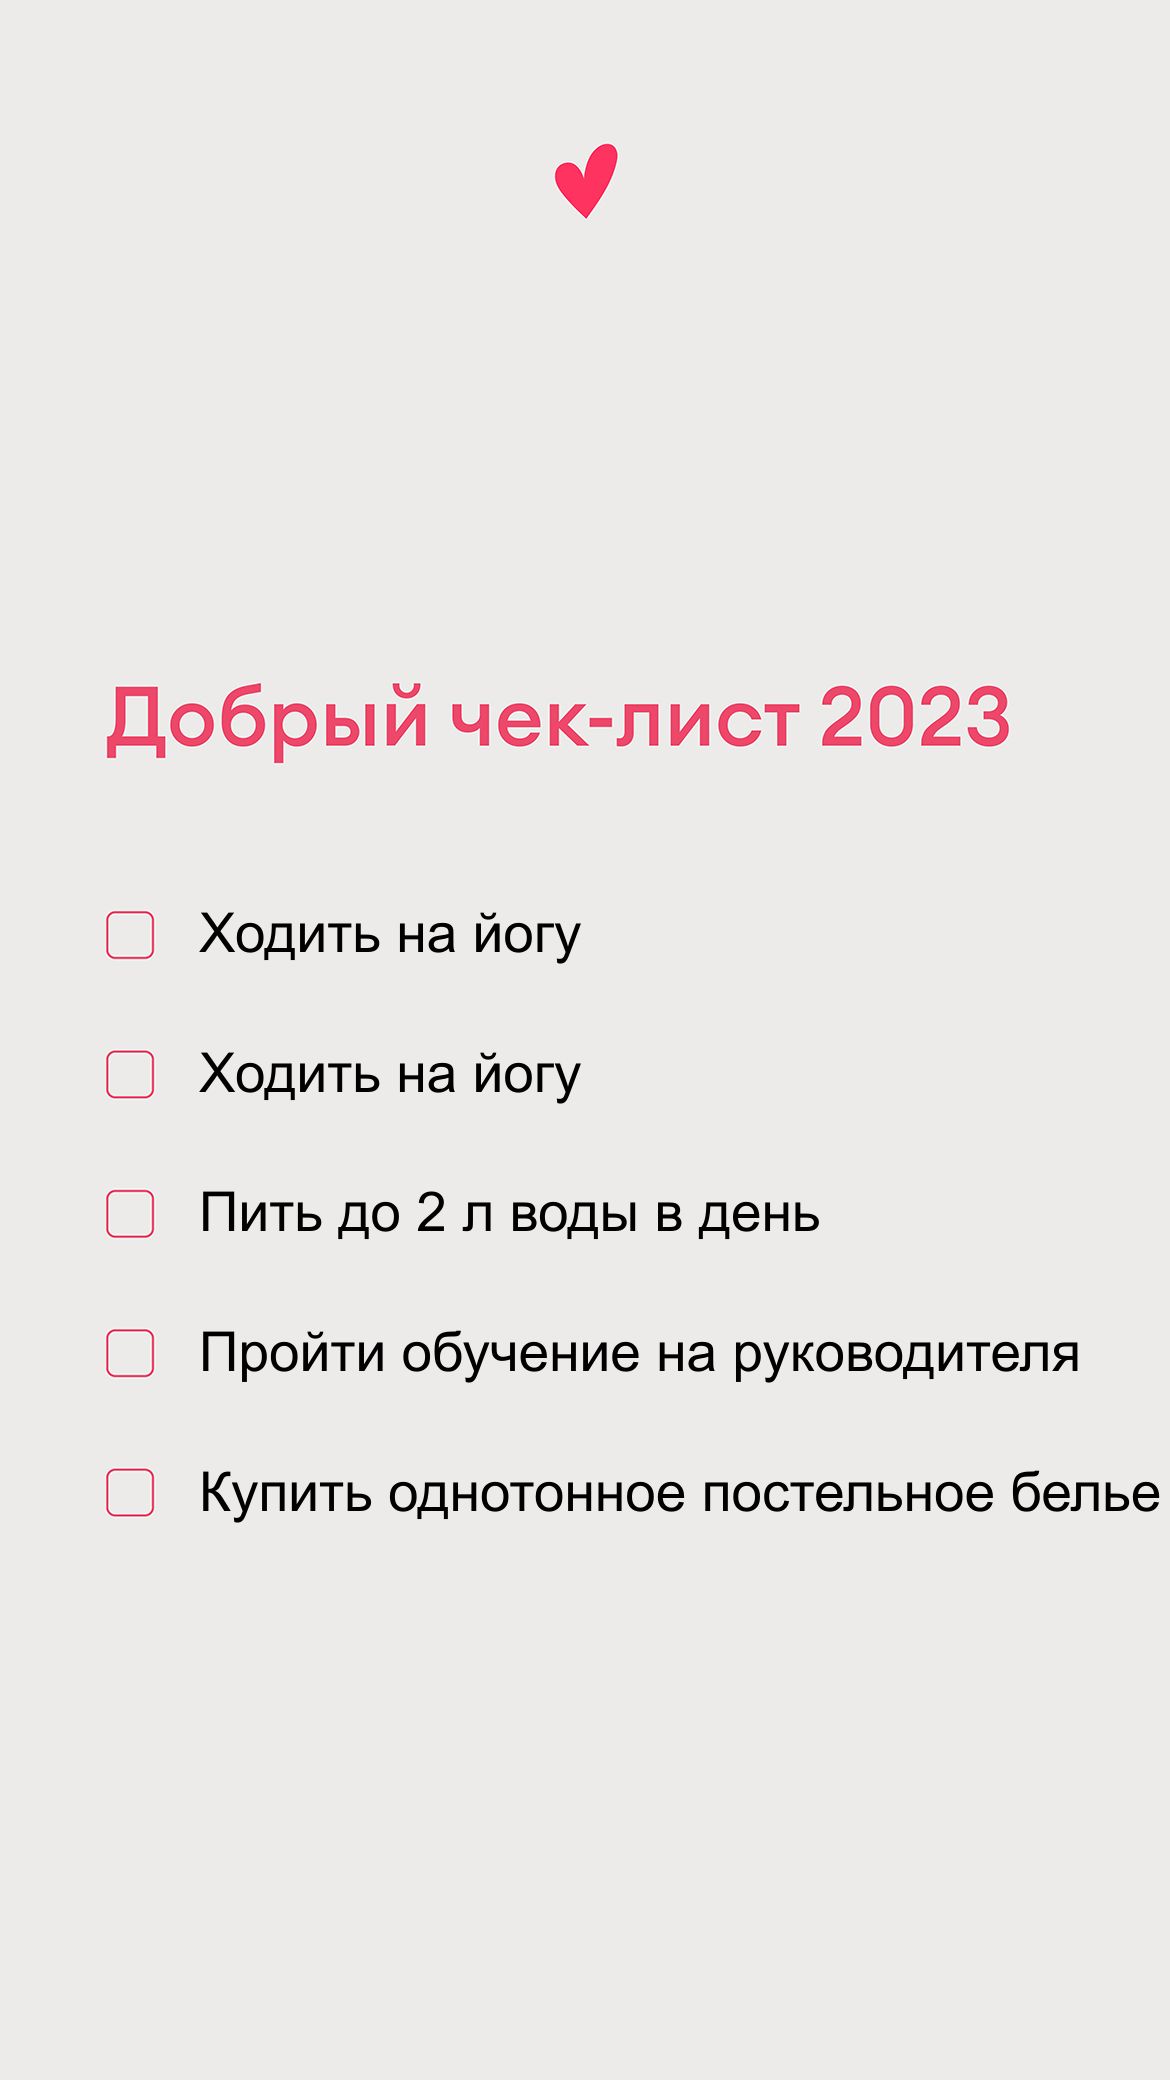 Добрый чек-лист 2023
Ходить на йогу
Ходить на йогу
Пить до 2 л воды в день
Пройти обучение на руководителя
Купить однотонное постельное белье